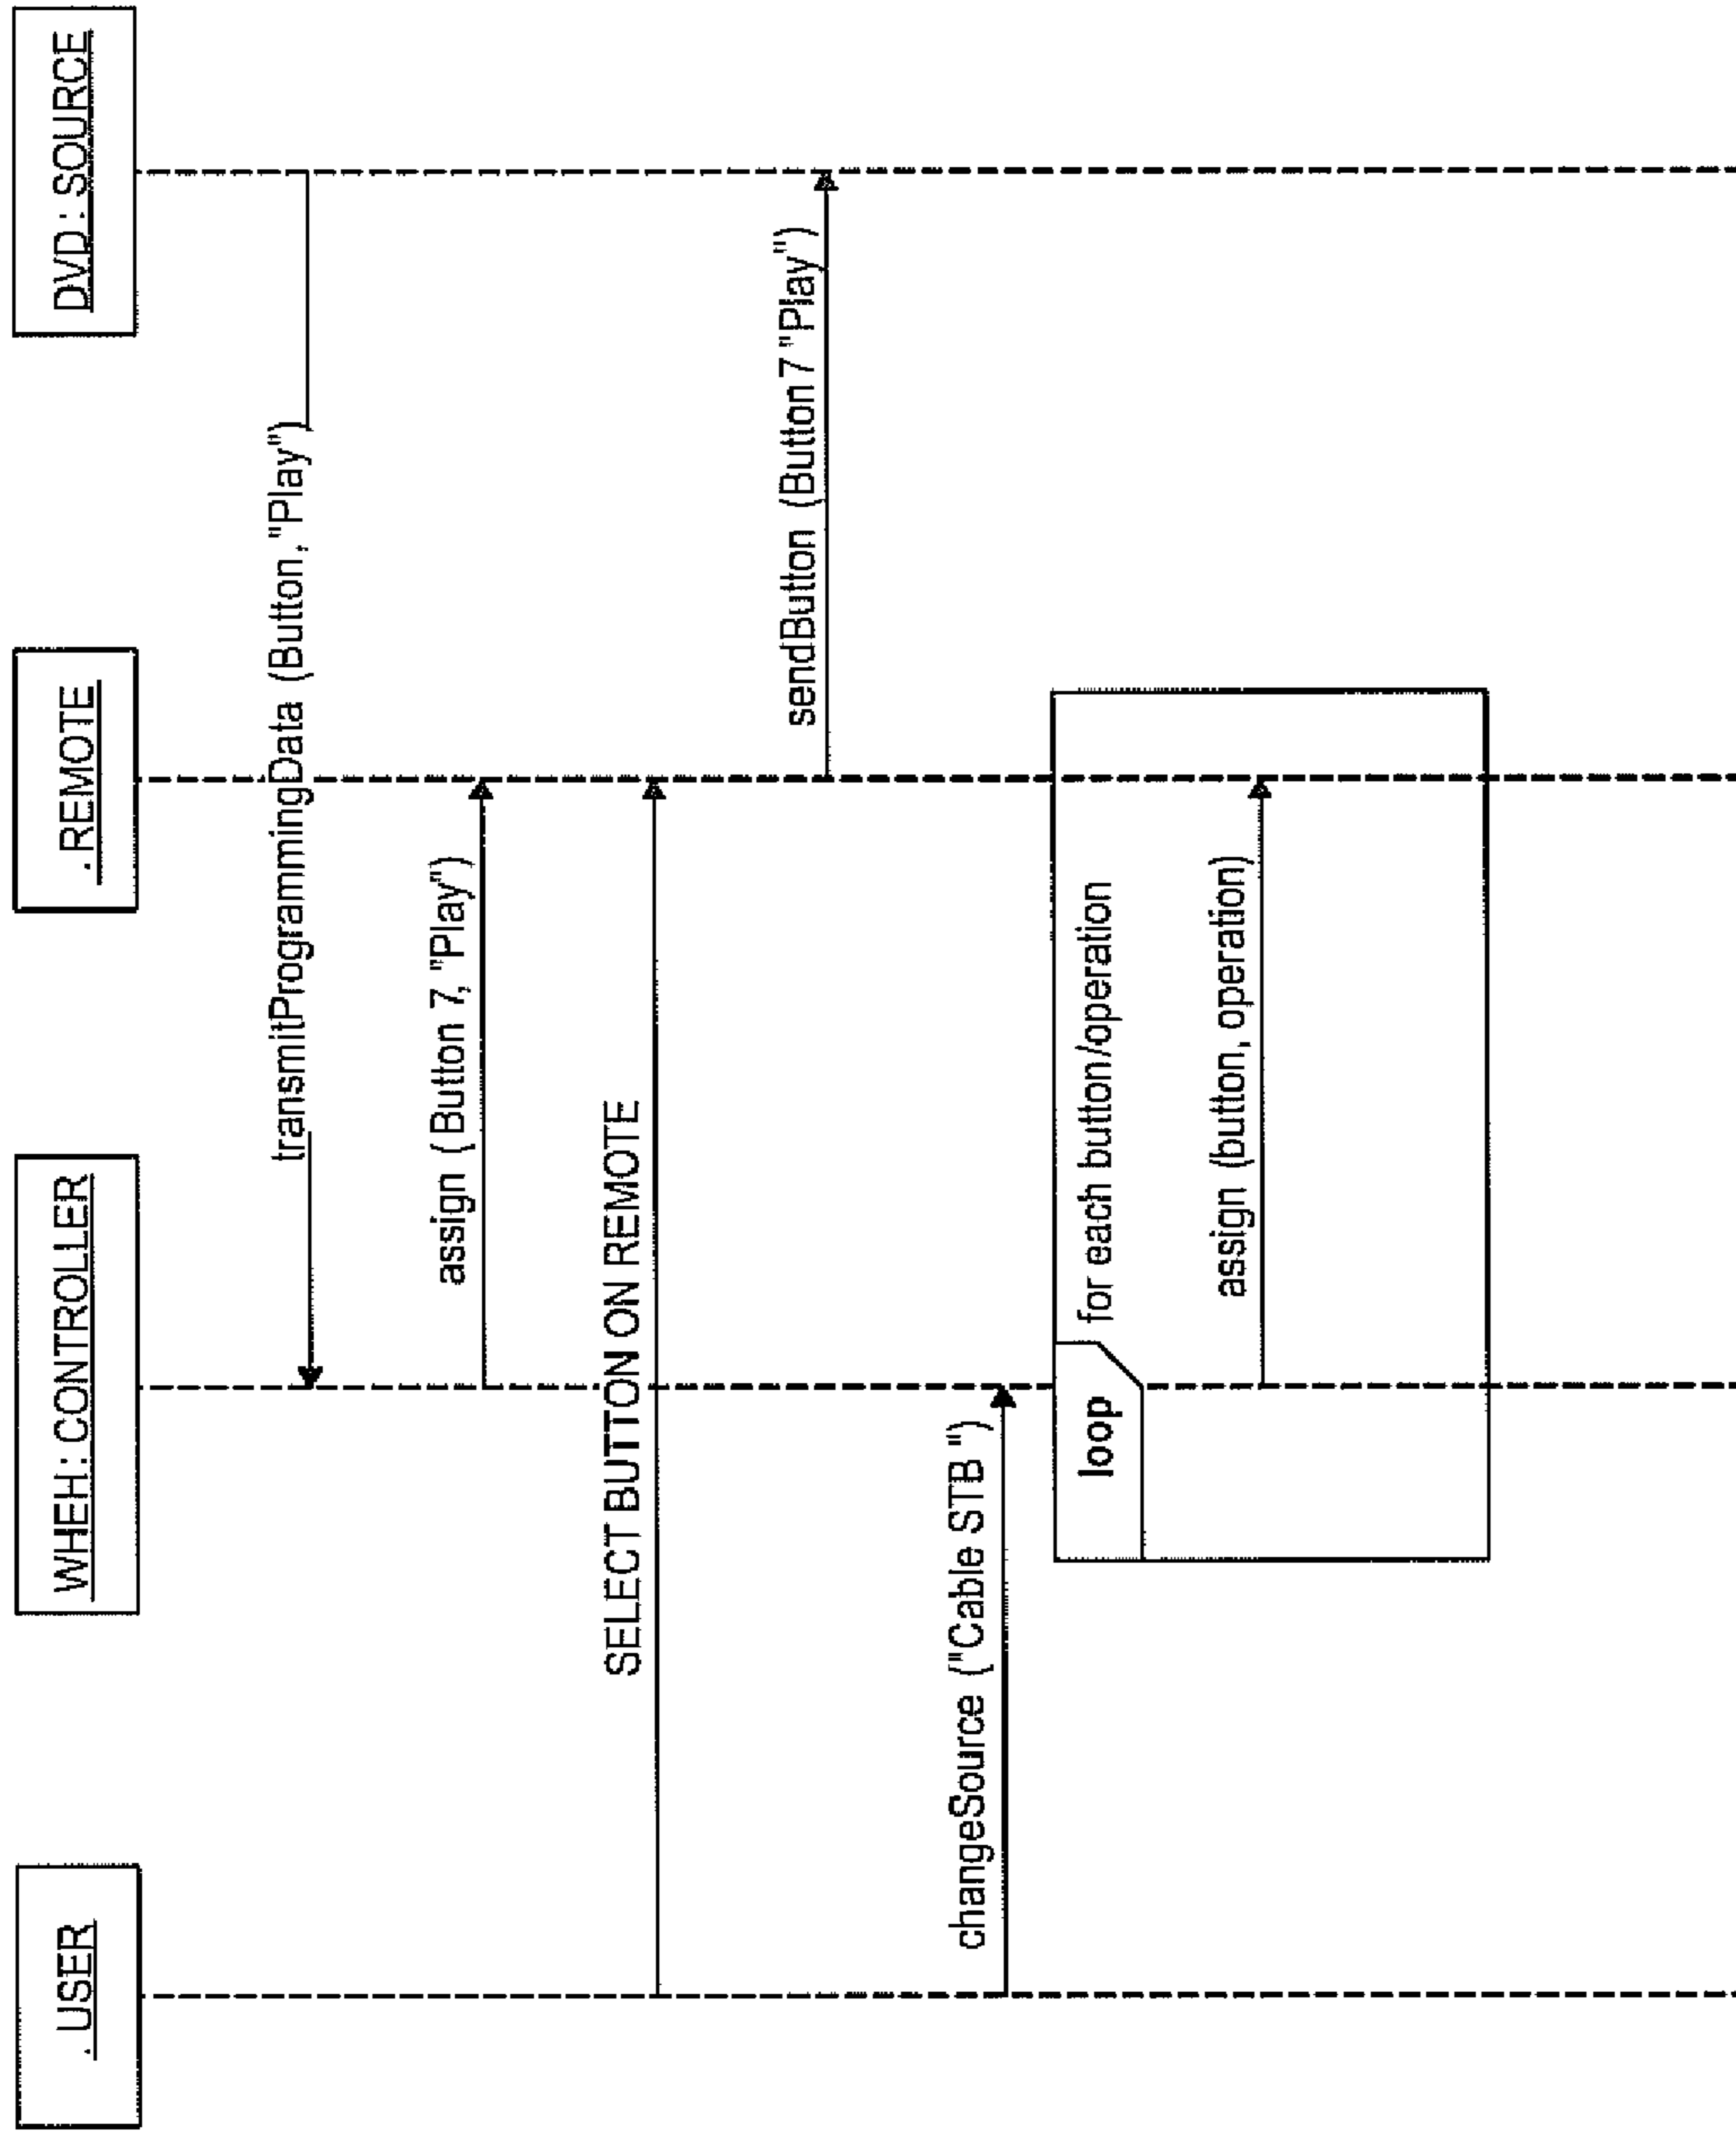 . USER
WHEH : CONTROLLER
. REMOTE
DVD : SOURCE
transmitProgrammingData (Button, "Play")
assign (Button 7, "Play")
SELECT BUTTON ON REMOTE
sendButton (Button 7 "Play")
changeSource ("Cable STB ")
loop
for each button/operation
assign (button, operation)